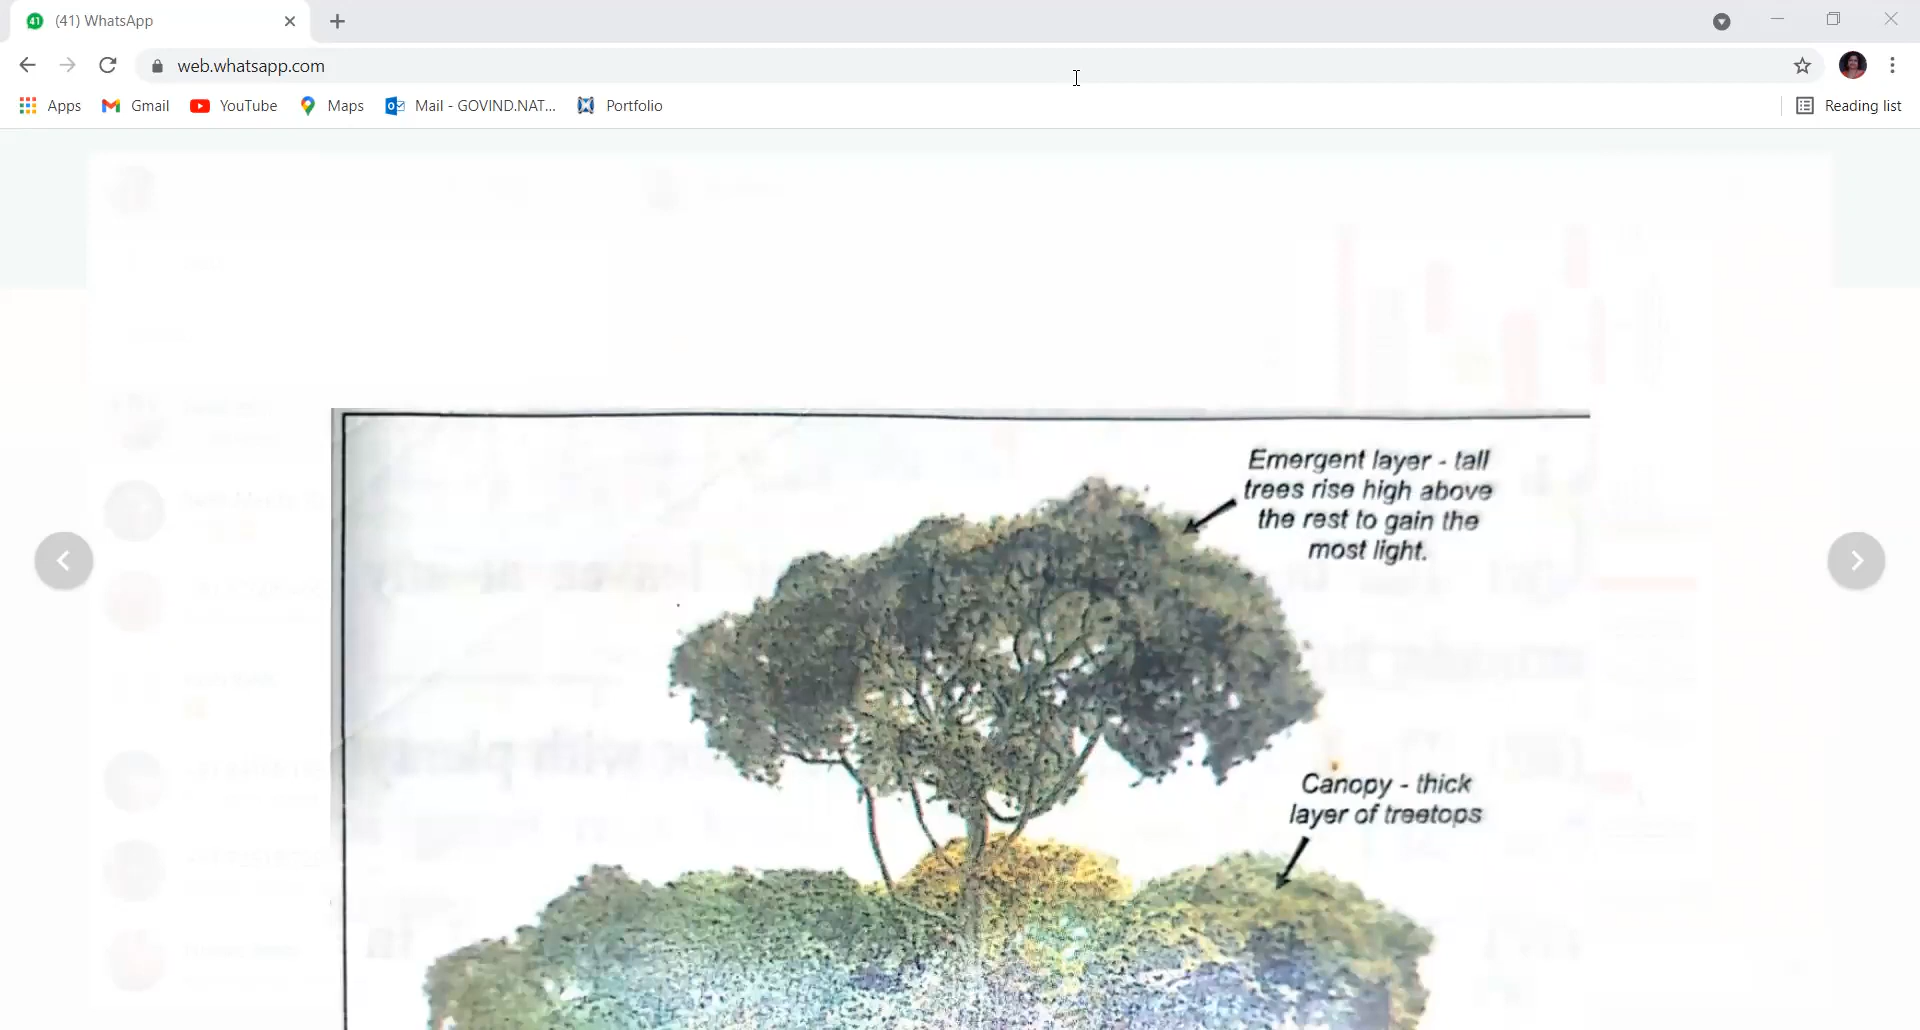 41 (41) WhatsApp
web.whatsapp.com
Apps Gmail YouTube Maps Mail - GOVIND.NAT... Portfolio Reading list
Emergent layer - tall
trees rise high above
the rest to gain the
most light.
Canopy - thick
layer of treetops